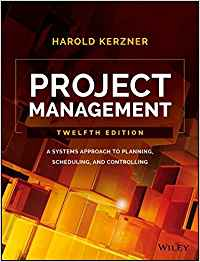 HAROLD KERZNER
PROJECT
MANAGEMENT
TWELFTH EDITION
A SYSTEMS APPROACH TO PLANNING,
SCHEDULING, AND CONTROLLING
WILEY